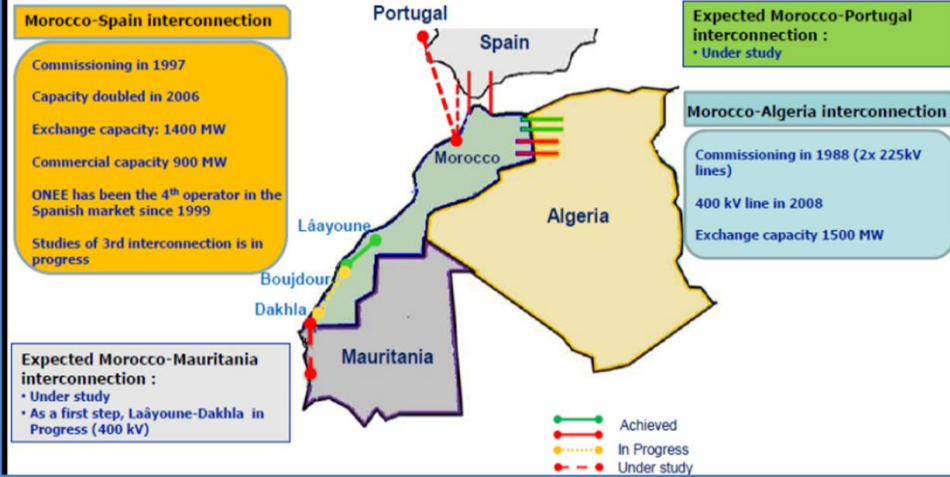 Morocco-Spain interconnection
Commissioning in 1997
Capacity doubled in 2006
Exchange capacity: 1400 MW
Commercial capacity 900 MW
ONEE has been the 4th operator in the
Spanish market since 1999
Studies of 3rd interconnection is in
progress
Portugal
Spain
Morocco
Algeria
Lâayoune
Boujdour
Dakhla
Mauritania
Expected Morocco-Portugal
interconnection :
• Under study
Morocco-Algeria interconnection
Commissioning in 1988 (2x 225kV
lines)
400 kV line in 2008
Exchange capacity 1500 MW
Expected Morocco-Mauritania
interconnection :
• Under study
• As a first step, Laâyoune-Dakhla in
Progress (400 kV)
Achieved
In Progress
Under study